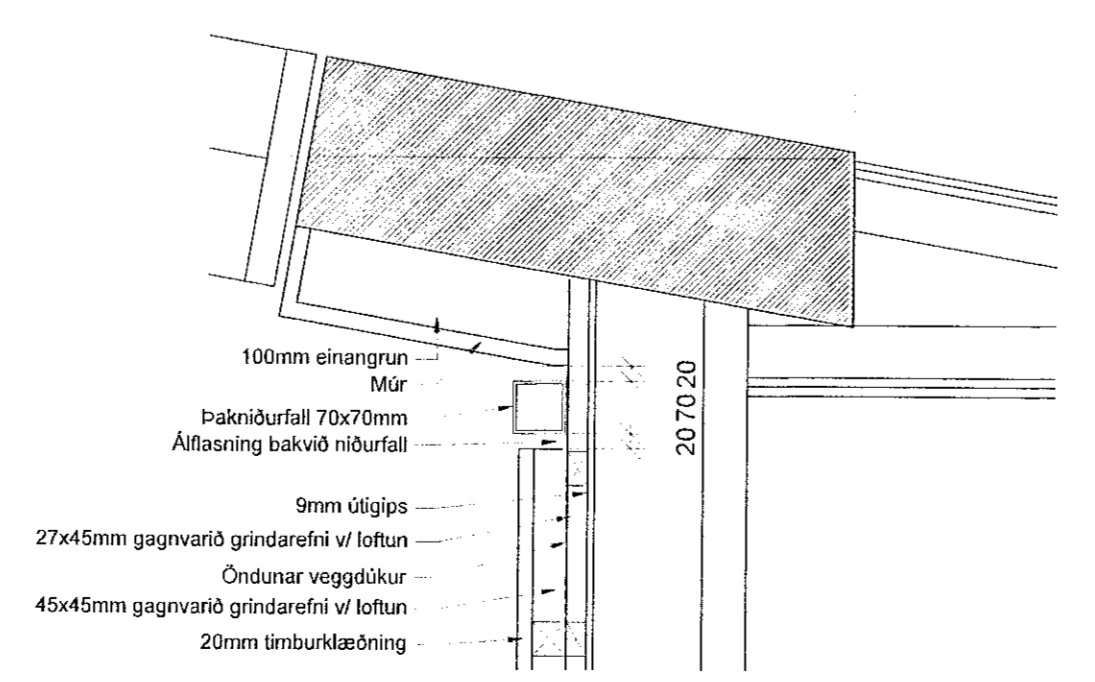 100mm einangrun
Múr
Þakniðurfall 70x70mm
Álflasning bakvið niðurfall
20 70 20
9mm útigips
27x45mm gagnvarið grindarefni v/ loftun
Öndunar veggdúkur
45x45mm gagnvarið grindarefni v/ loftun
20mm timburklæðning